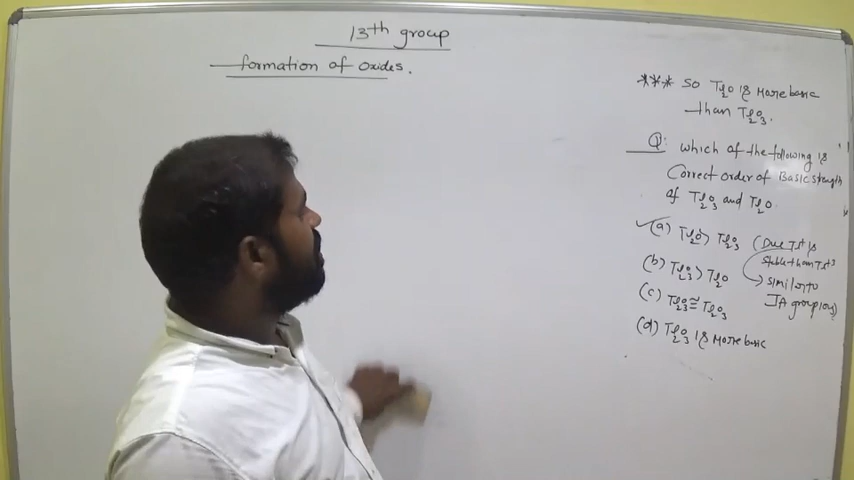 13th group
formation of oxides.
*** So Tl2O is More basic
than Tl2O3.
Q: which of the following is
Correct order of Basic strength
of Tl2O3 and Tl2O.
(a) Tl2O > Tl2O3 (Due Tl+ is
stable than Tl+3
(b) Tl2O3 > Tl2O → similar to
IA group ions)
(c) Tl2O3 ≅ Tl2O3
(d) Tl2O3 is More basic